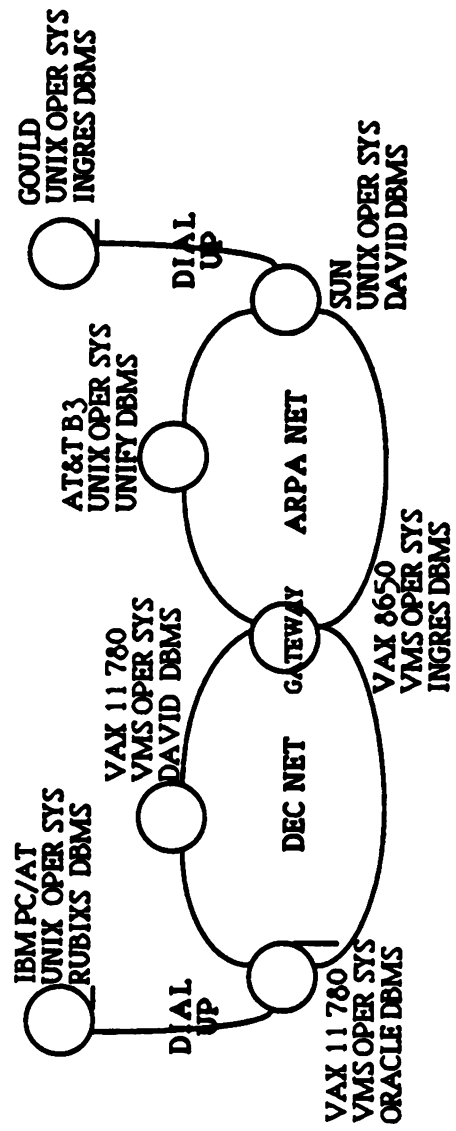 IBM PC/AT
UNIX OPER SYS
RUBIXS DBMS
VAX 11 780
VMS OPER SYS
DAVID DBMS
AT&T B3
UNIX OPER SYS
UNIFY DBMS
GOULD
UNIX OPER SYS
INGRES DBMS
DIAL
UP
DEC NET
GATEWAY
ARPA NET
DIAL
UP
VAX 11 780
VMS OPER SYS
ORACLE DBMS
VAX 8650
VMS OPER SYS
INGRES DBMS
SUN
UNIX OPER SYS
DAVID DBMS